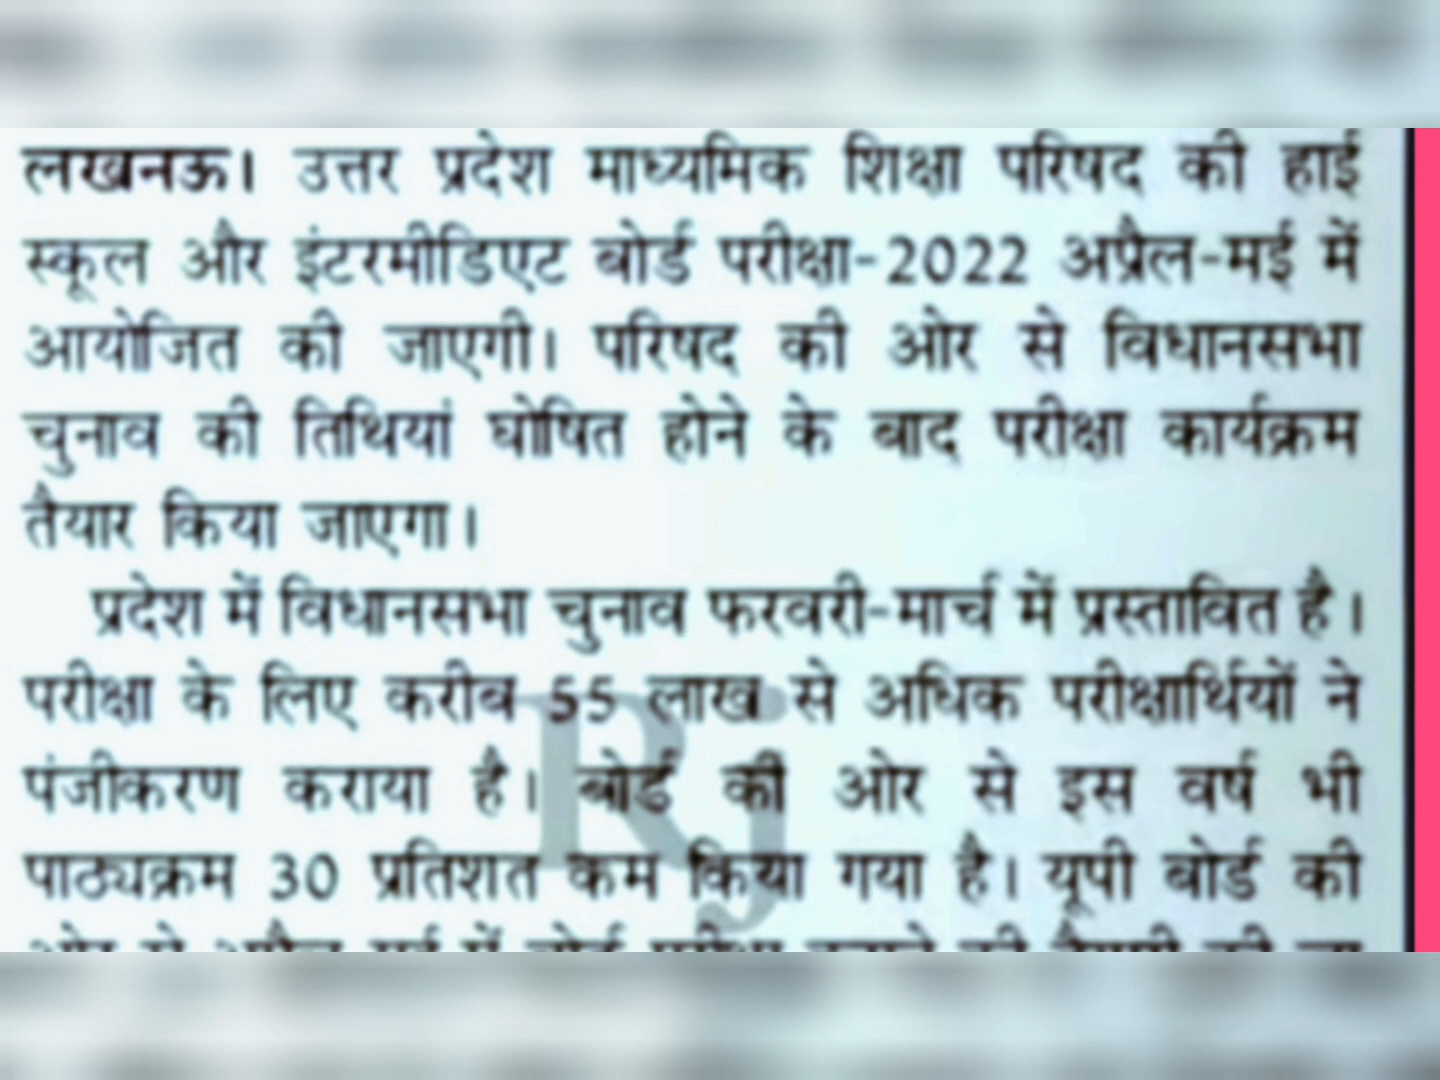 लखनऊ। उत्तर प्रदेश माध्यमिक शिक्षा परिषद की हाई
स्कूल और इंटरमीडिएट बोर्ड परीक्षा-2022 अप्रैल-मई में
आयोजित की जाएगी। परिषद की ओर से विधानसभा
चुनाव की तिथियां घोषित होने के बाद परीक्षा कार्यक्रम
तैयार किया जाएगा।
प्रदेश में विधानसभा चुनाव फरवरी-मार्च में प्रस्तावित है।
परीक्षा के लिए करीब 55 लाख से अधिक परीक्षार्थियों ने
पंजीकरण कराया है। बोर्ड की ओर से इस वर्ष भी
पाठ्यक्रम 30 प्रतिशत कम किया गया है। यूपी बोर्ड की
Rj